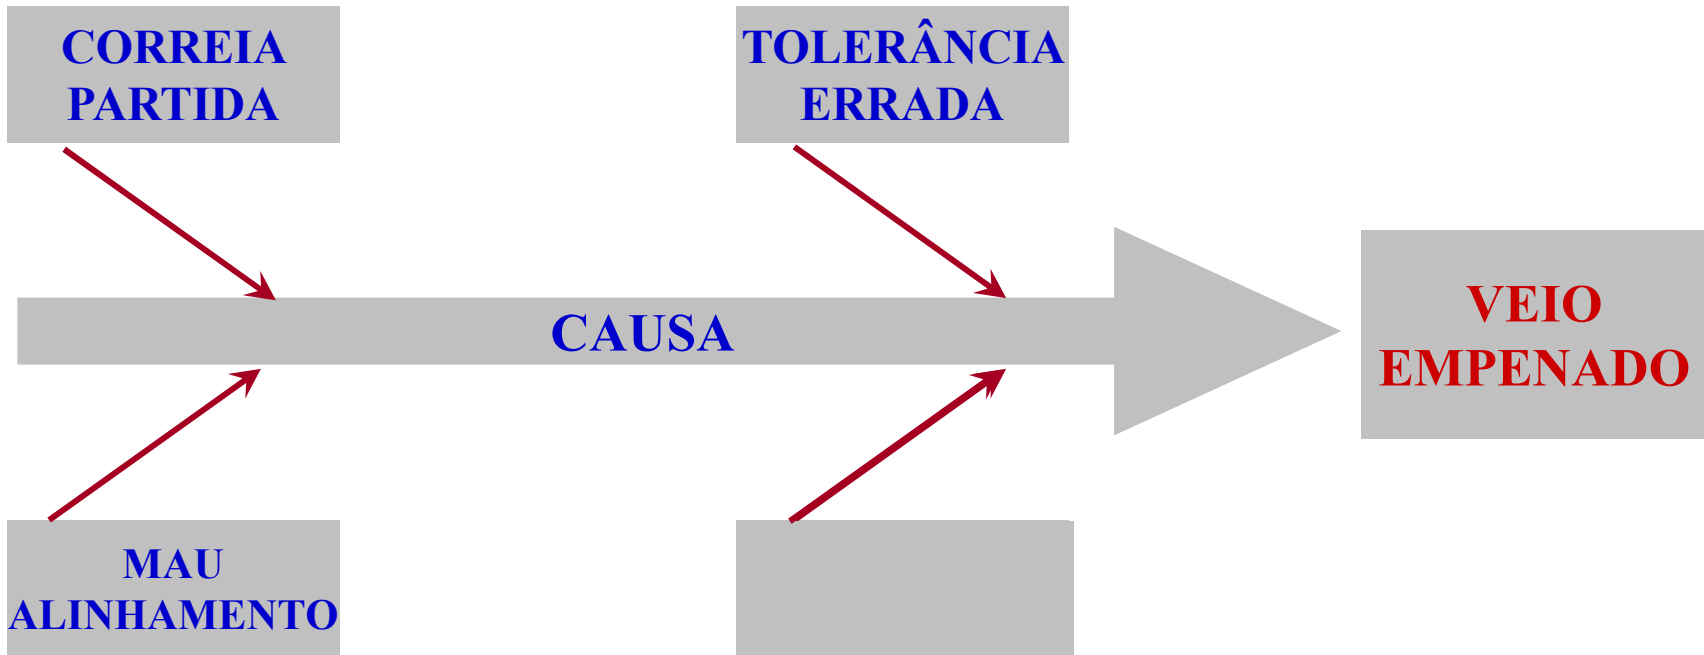 CORREIA
PARTIDA
TOLERÂNCIA
ERRADA
CAUSA
VEIO
EMPENADO
MAU
ALINHAMENTO